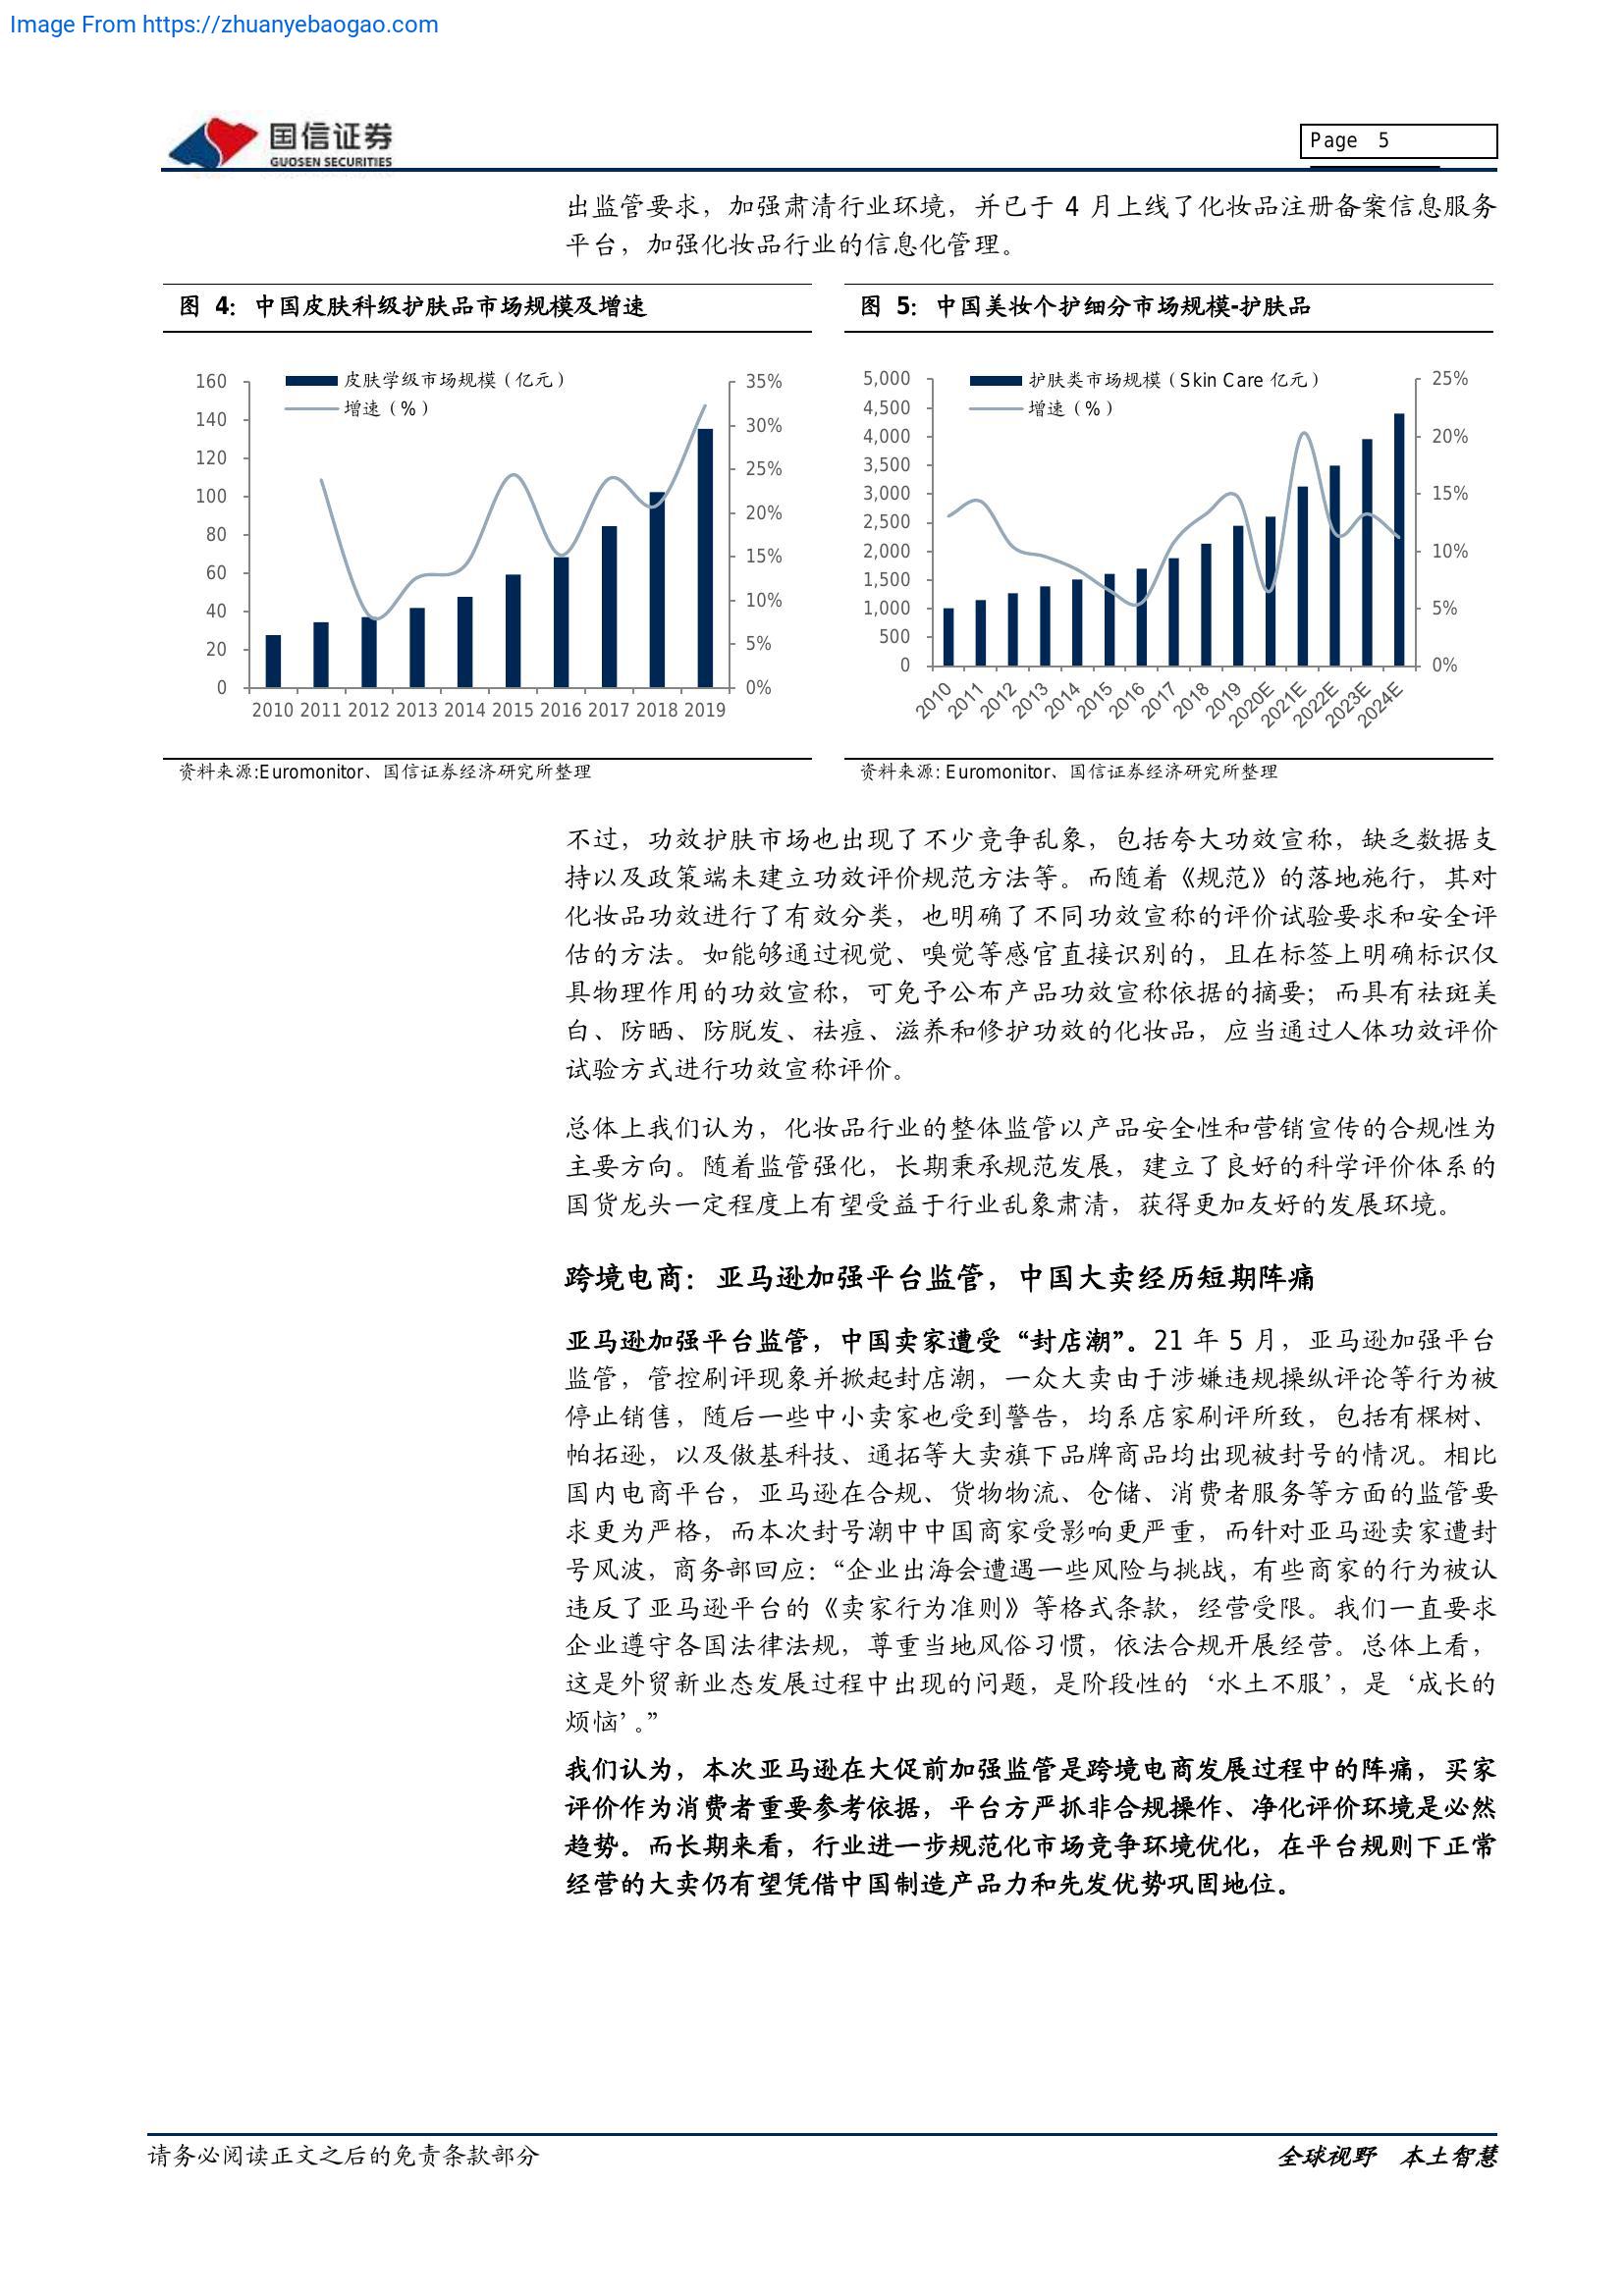 Image From https://zhuanyebaogao.com
国信证券
GUOSEN SECURITIES
Page 5
出监管要求，加强肃清行业环境，并已于 4 月上线了化妆品注册备案信息服务
平台，加强化妆品行业的信息化管理。
图 4：中国皮肤科级护肤品市场规模及增速
160
140
120
100
80
60
40
20
0
皮肤学级市场规模（亿元）
增速（%）
35%
30%
25%
20%
15%
10%
5%
0%
2010 2011 2012 2013 2014 2015 2016 2017 2018 2019
资料来源:Euromonitor、国信证券经济研究所整理
图 5：中国美妆个护细分市场规模-护肤品
5,000
4,500
4,000
3,500
3,000
2,500
2,000
1,500
1,000
500
0
护肤类市场规模（Skin Care 亿元）
增速（%）
25%
20%
15%
10%
5%
0%
2010 2011 2012 2013 2014 2015 2016 2017 2018 2019 2020E 2021E 2022E 2023E 2024E
资料来源: Euromonitor、国信证券经济研究所整理
不过，功效护肤市场也出现了不少竞争乱象，包括夸大功效宣称，缺乏数据支
持以及政策端未建立功效评价规范方法等。而随着《规范》的落地施行，其对
化妆品功效进行了有效分类，也明确了不同功效宣称的评价试验要求和安全评
估的方法。如能够通过视觉、嗅觉等感官直接识别的，且在标签上明确标识仅
具物理作用的功效宣称，可免予公布产品功效宣称依据的摘要；而具有祛斑美
白、防晒、防脱发、祛痘、滋养和修护功效的化妆品，应当通过人体功效评价
试验方式进行功效宣称评价。
总体上我们认为，化妆品行业的整体监管以产品安全性和营销宣传的合规性为
主要方向。随着监管强化，长期秉承规范发展，建立了良好的科学评价体系的
国货龙头一定程度上有望受益于行业乱象肃清，获得更加友好的发展环境。
跨境电商：亚马逊加强平台监管，中国大卖经历短期阵痛
亚马逊加强平台监管，中国卖家遭受“封店潮”。21 年 5 月，亚马逊加强平台
监管，管控刷评现象并掀起封店潮，一众大卖由于涉嫌违规操纵评论等行为被
停止销售，随后一些中小卖家也受到警告，均系店家刷评所致，包括有棵树、
帕拓逊，以及傲基科技、通拓等大卖旗下品牌商品均出现被封号的情况。相比
国内电商平台，亚马逊在合规、货物物流、仓储、消费者服务等方面的监管要
求更为严格，而本次封号潮中中国商家受影响更严重，而针对亚马逊卖家遭封
号风波，商务部回应：“企业出海会遭遇一些风险与挑战，有些商家的行为被认
违反了亚马逊平台的《卖家行为准则》等格式条款，经营受限。我们一直要求
企业遵守各国法律法规，尊重当地风俗习惯，依法合规开展经营。总体上看，
这是外贸新业态发展过程中出现的问题，是阶段性的‘水土不服’，是‘成长的
烦恼’。”
我们认为，本次亚马逊在大促前加强监管是跨境电商发展过程中的阵痛，买家
评价作为消费者重要参考依据，平台方严抓非合规操作、净化评价环境是必然
趋势。而长期来看，行业进一步规范化市场竞争环境优化，在平台规则下正常
经营的大卖仍有望凭借中国制造产品力和先发优势巩固地位。
请务必阅读正文之后的免责条款部分
全球视野 本土智慧